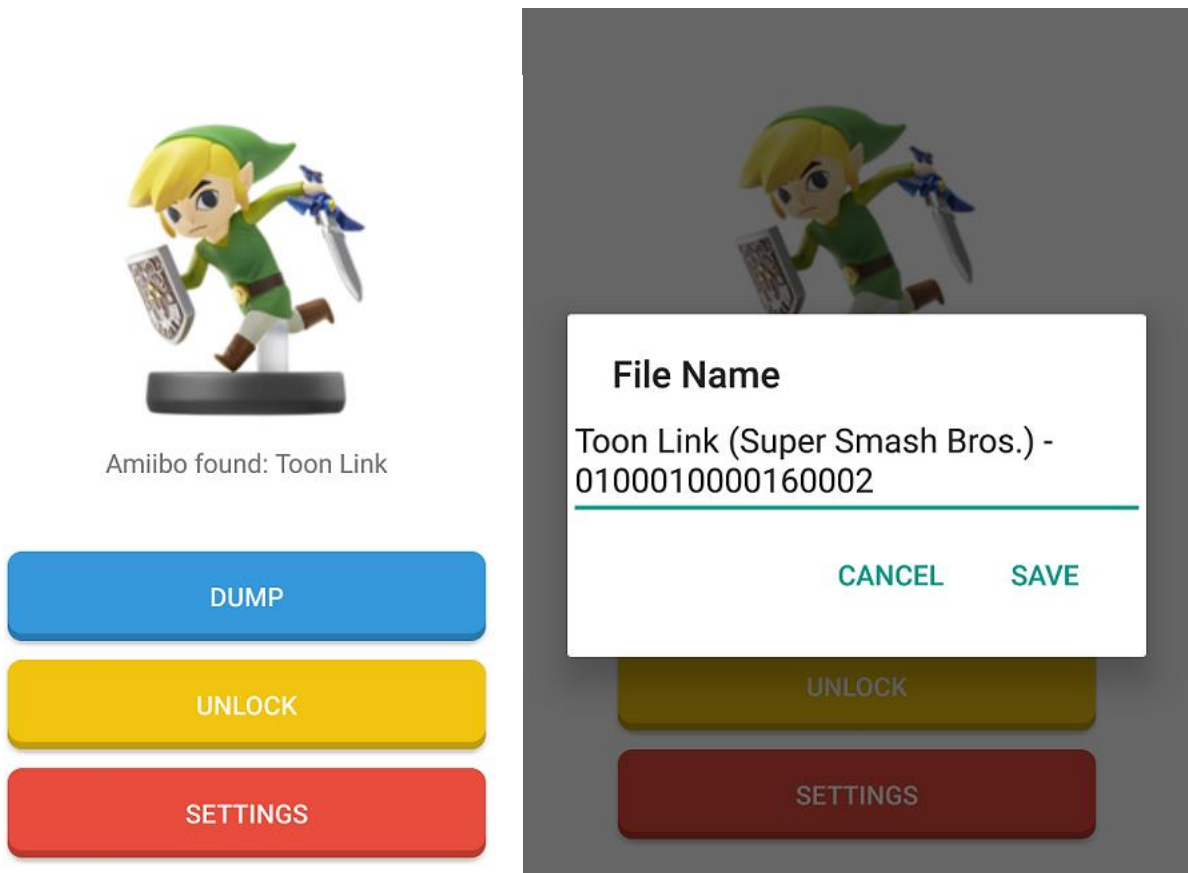 Amiibo found: Toon Link
DUMP
UNLOCK
SETTINGS
File Name
Toon Link (Super Smash Bros.) -
0100010000160002
CANCEL SAVE
UNLOCK
SETTINGS